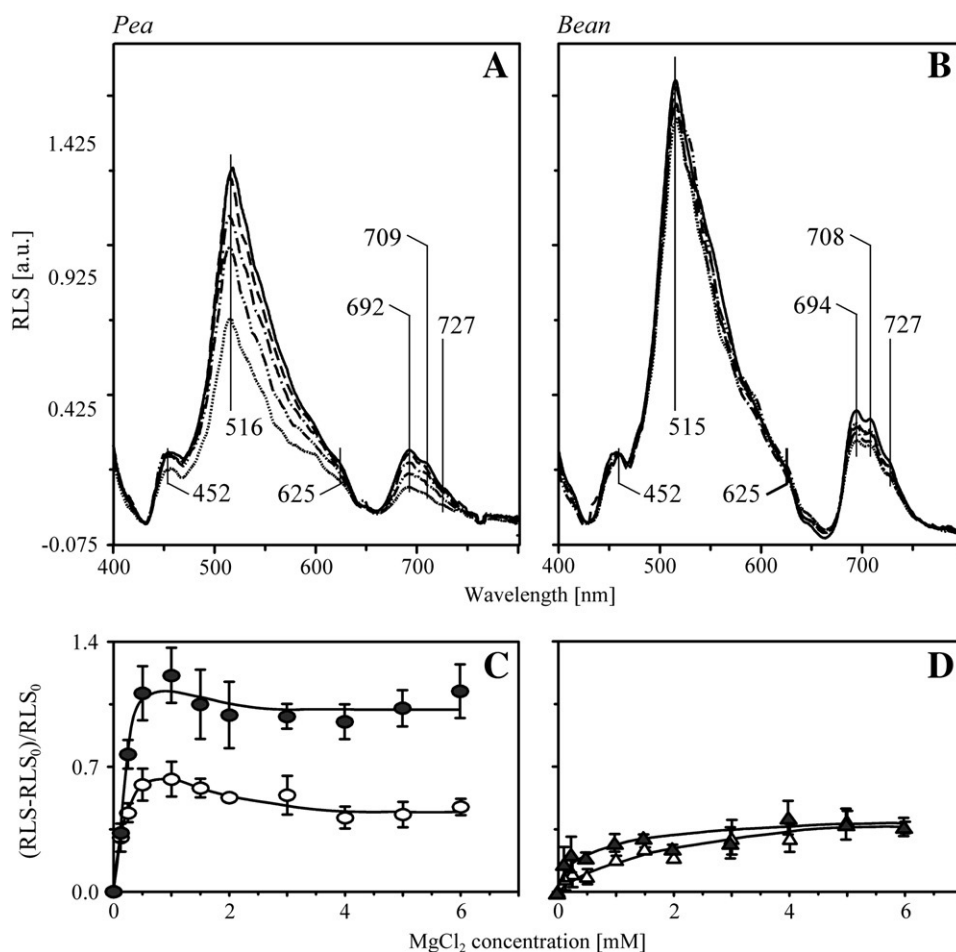 Pea
Bean
A
B
1.425
0.925
0.425
-0.075
RLS [a.u.]
709
692
727
516
452
625
708
694
727
515
452
625
400 500 600 700
400 500 600 700
Wavelength [nm]
C
D
1.4
0.7
0.0
(RLS-RLS₀)/RLS₀
0 2 4 6
0 2 4 6
MgCl₂ concentration [mM]